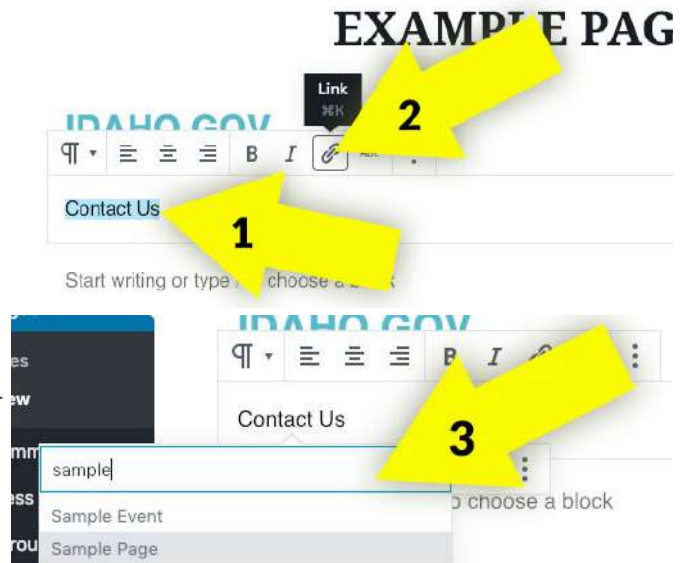 EXAMPLE PAG
Link
⌘K
2
IDAHO.GOV
B I
Contact Us
1
Start writing or type choose a block
es
IDAHO.GOV
ew
B I
Contact Us
3
sample
ess
o choose a block
Sample Event
rou
Sample Page